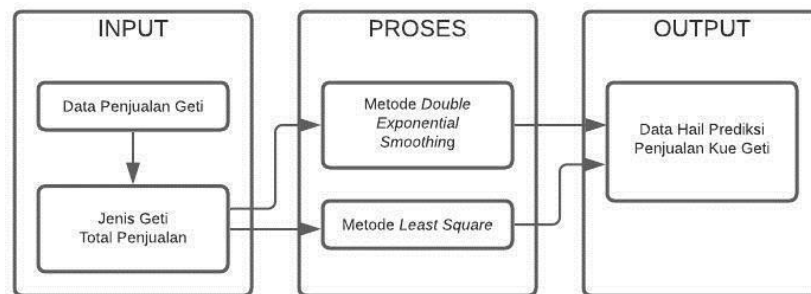 INPUT
Data Penjualan Geti
Jenis Geti
Total Penjualan
PROSES
Metode Double
Exponential
Smoothing
Metode Least Square
OUTPUT
Data Hail Prediksi
Penjualan Kue Geti